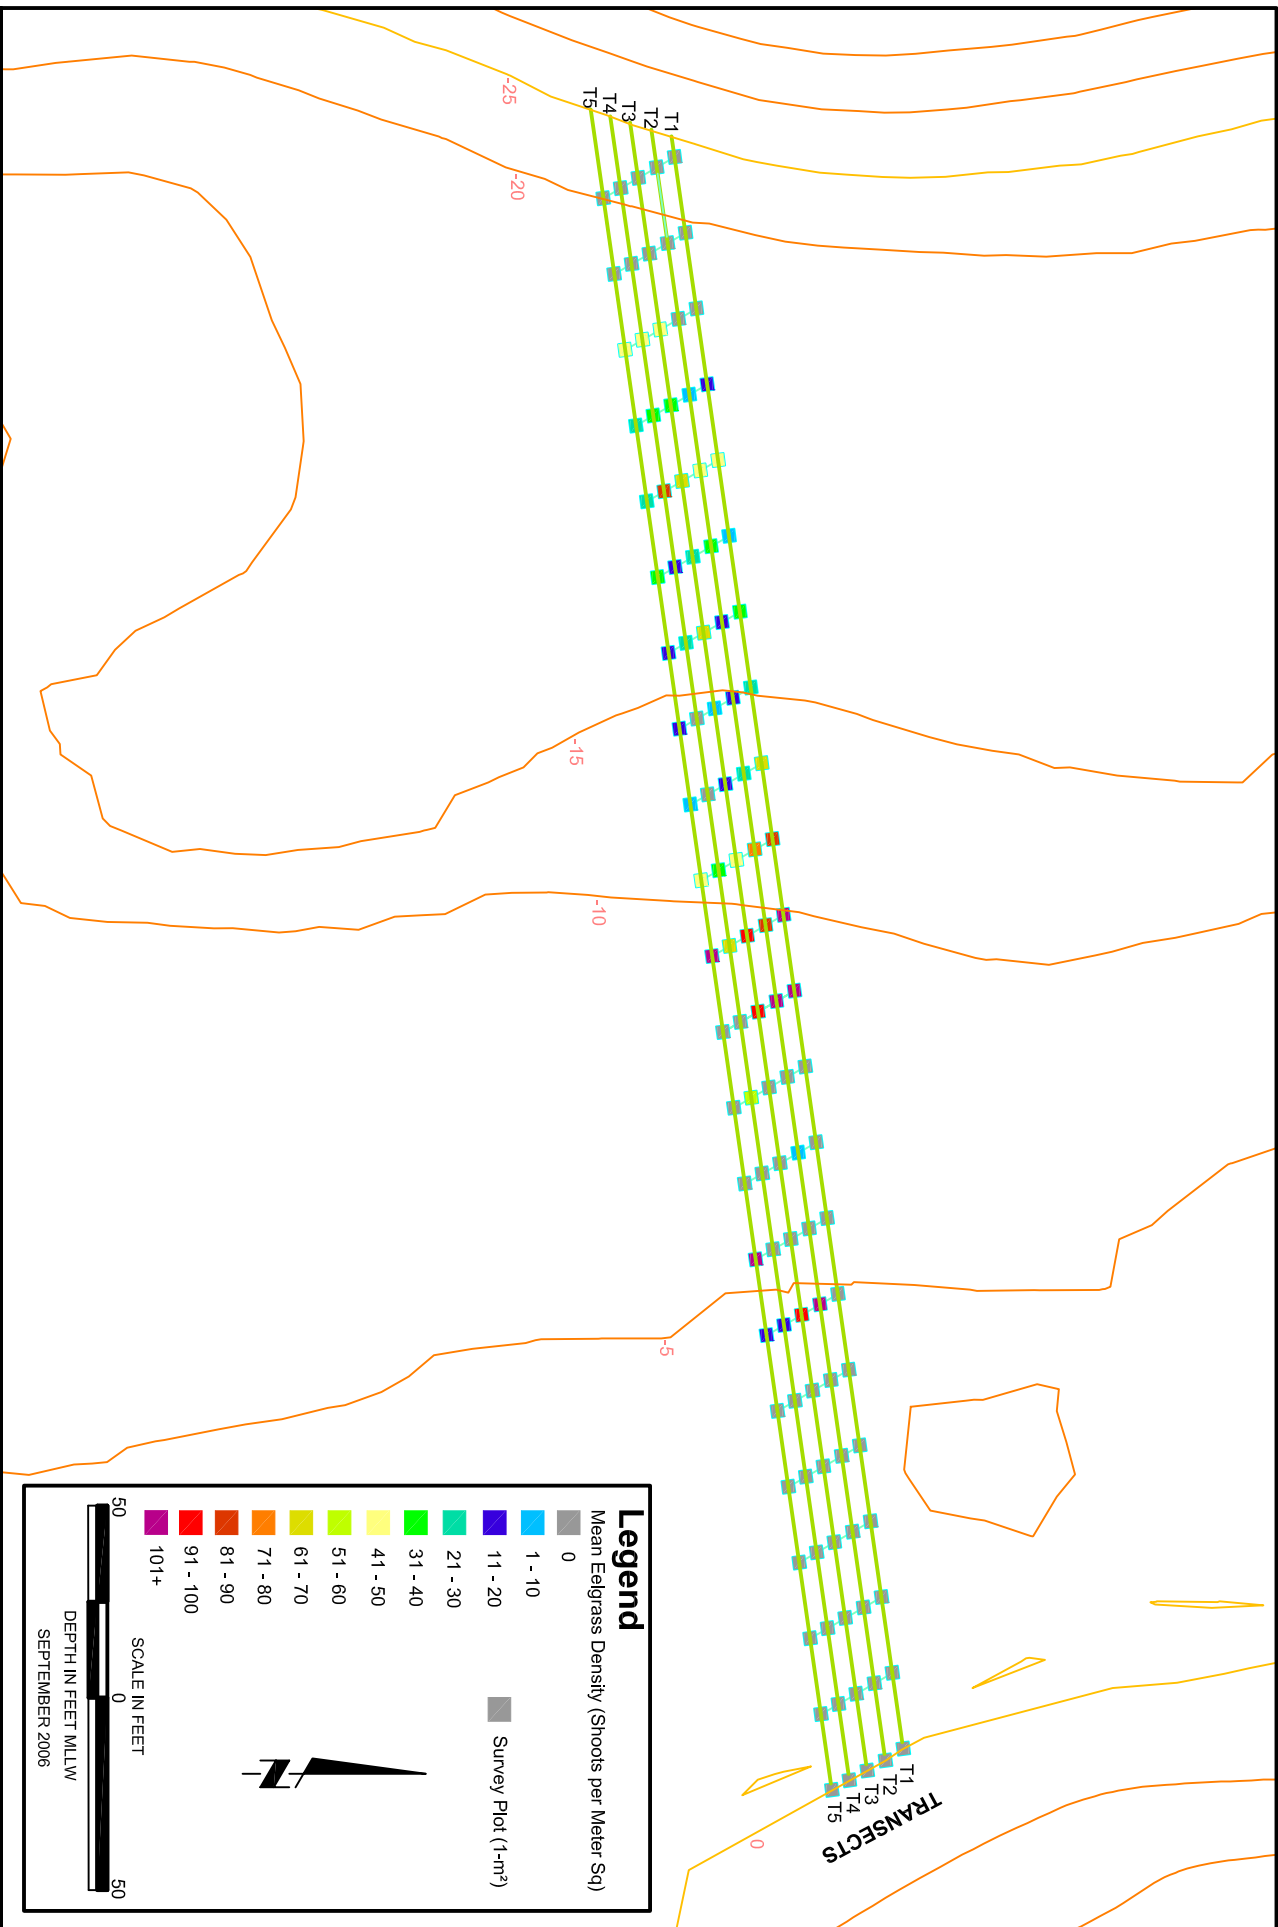 -25
-20
-15
-10
-5
0
T1
T2
T3
T4
T5
T1
T2
T3
T4
T5
TRANSECTS
Legend
Mean Eelgrass Density (Shoots per Meter Sq)
0
1 - 10
11 - 20
21 - 30
31 - 40
41 - 50
51 - 60
61 - 70
71 - 80
81 - 90
91 - 100
101+
Survey Plot (1-m²)
N
50 0 50
SCALE IN FEET
DEPTH IN FEET MLLW
SEPTEMBER 2006